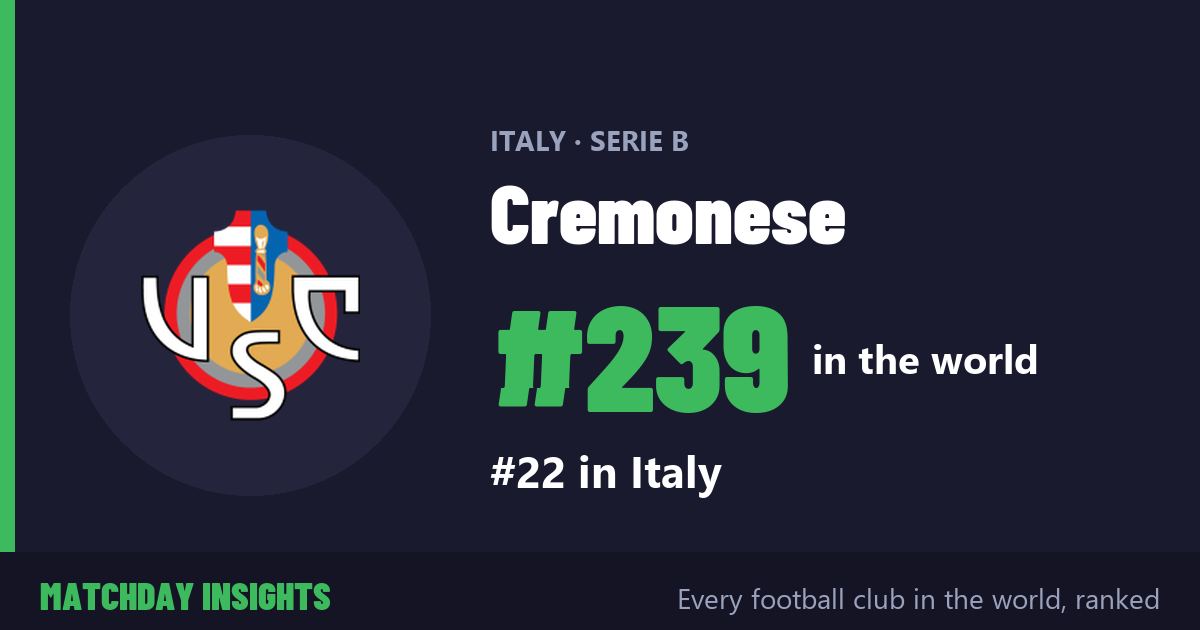 ITALY · SERIE B
Cremonese
#239 in the world
#22 in Italy
USC
MATCHDAY INSIGHTS
Every football club in the world, ranked